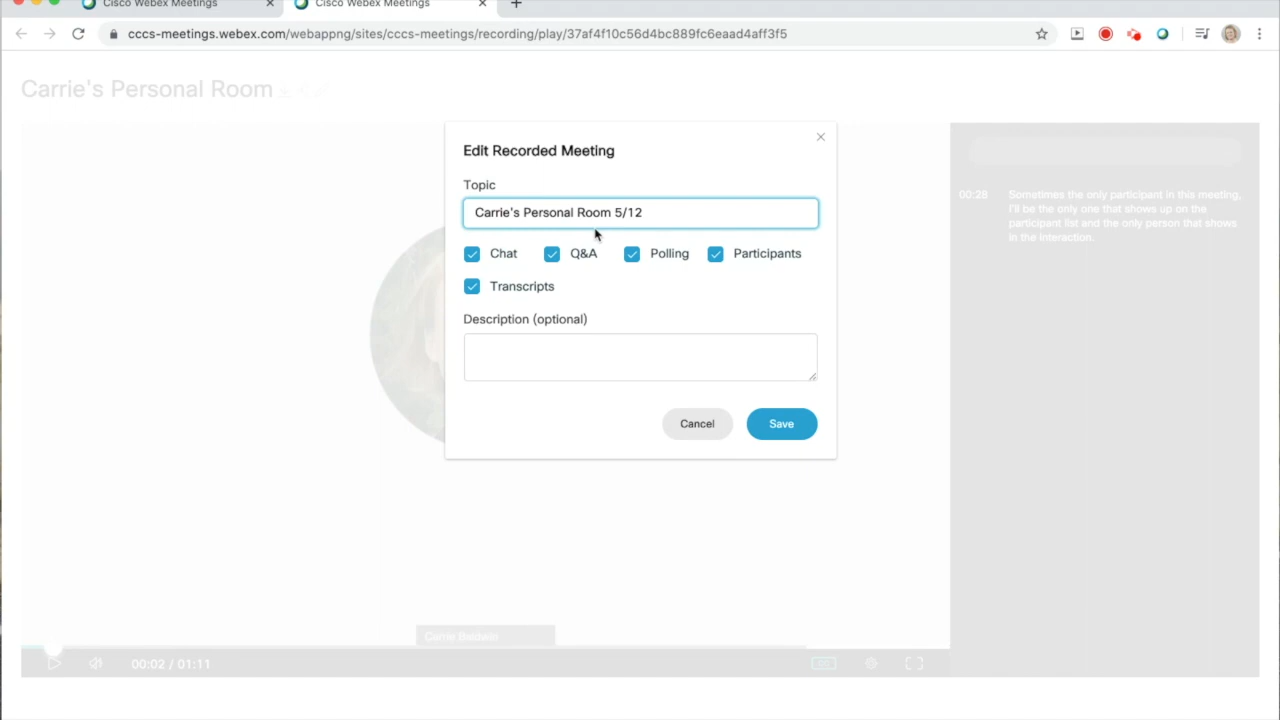 Cisco Webex Meetings
Cisco Webex Meetings
cccs-meetings.webex.com/webappng/sites/cccs-meetings/recording/play/37af4f10c56d4bc889fc6eaad4aff3f5
Carrie's Personal Room
Edit Recorded Meeting
Topic
Carrie's Personal Room 5/12
Chat Q&A Polling Participants
Transcripts
Description (optional)
Cancel Save
00:28 Sometimes the only participant in this meeting,
I'll be the only one that shows up on the
participant list and the only person that shows
in the interaction.
Carrie Baldwin
00:02 / 01:11
CC